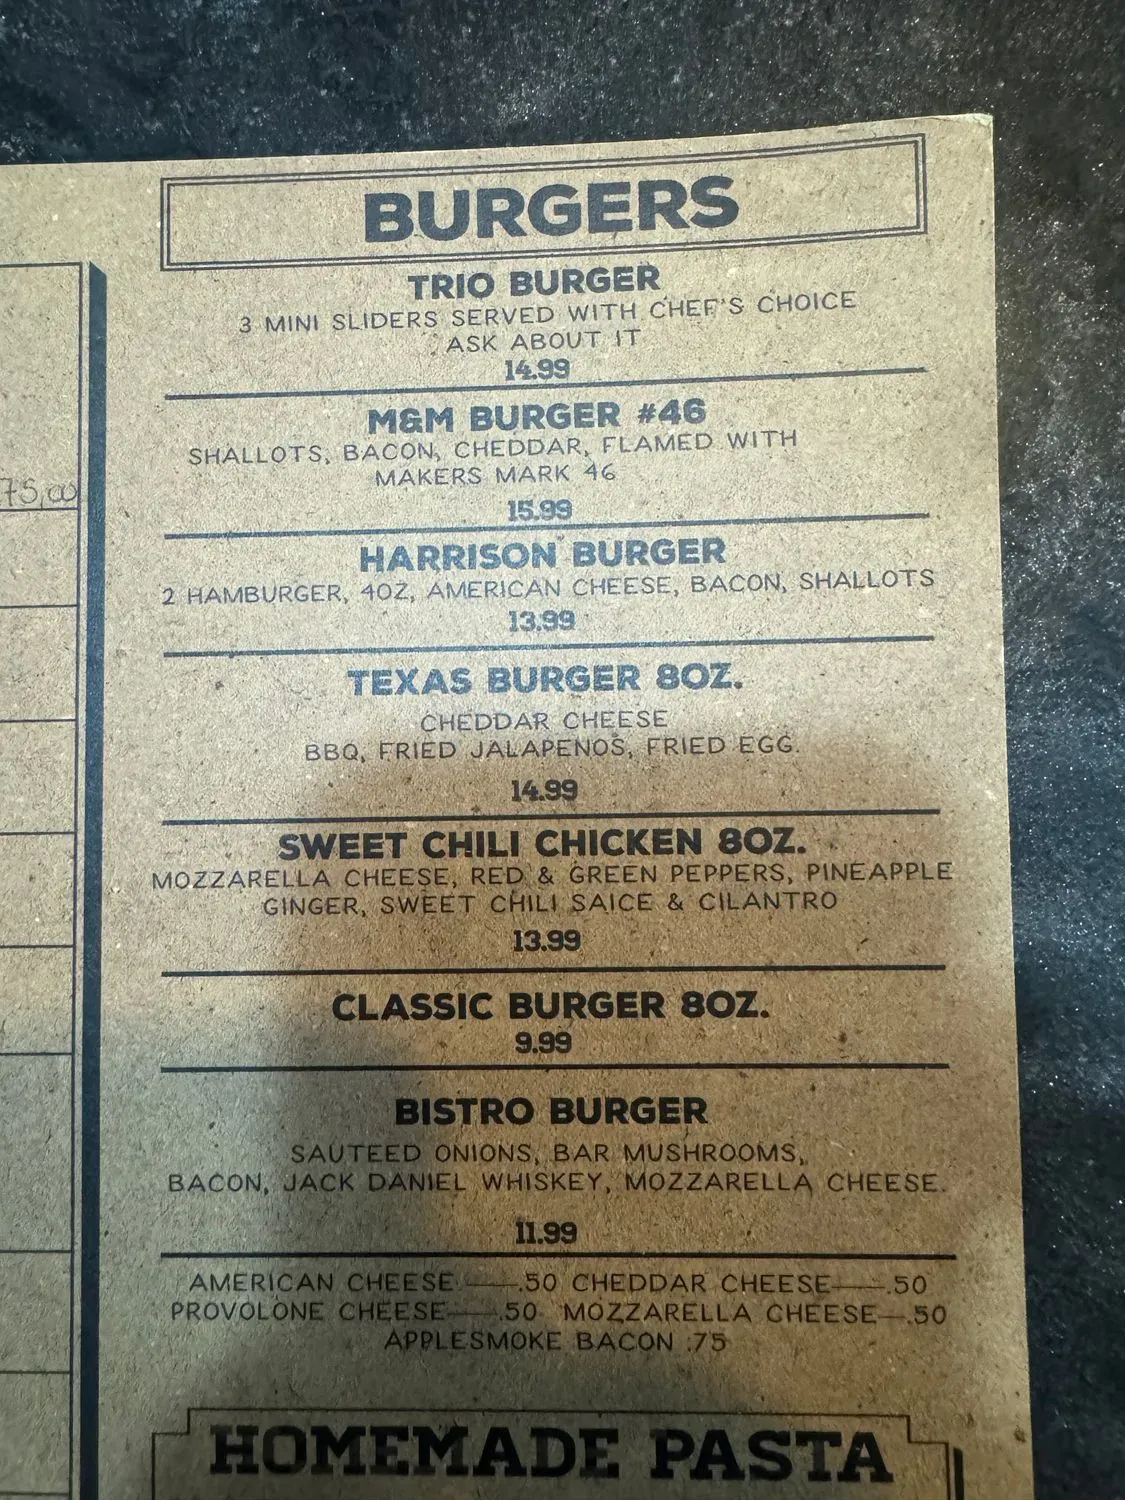 75,00
BURGERS
TRIO BURGER
3 MINI SLIDERS SERVED WITH CHEF'S CHOICE
ASK ABOUT IT
14.99
M&M BURGER #46
SHALLOTS, BACON, CHEDDAR, FLAMED WITH
MAKERS MARK 46
15.99
HARRISON BURGER
2 HAMBURGER, 4OZ, AMERICAN CHEESE, BACON, SHALLOTS
13.99
TEXAS BURGER 8OZ.
CHEDDAR CHEESE
BBQ, FRIED JALAPENOS, FRIED EGG.
14.99
SWEET CHILI CHICKEN 8OZ.
MOZZARELLA CHEESE, RED & GREEN PEPPERS, PINEAPPLE
GINGER, SWEET CHILI SAICE & CILANTRO
13.99
CLASSIC BURGER 8OZ.
9.99
BISTRO BURGER
SAUTEED ONIONS, BAR MUSHROOMS,
BACON, JACK DANIEL WHISKEY, MOZZARELLA CHEESE.
11.99
AMERICAN CHEESE——.50 CHEDDAR CHEESE——.50
PROVOLONE CHEESE——.50 MOZZARELLA CHEESE—.50
APPLESMOKE BACON .75
HOMEMADE PASTA